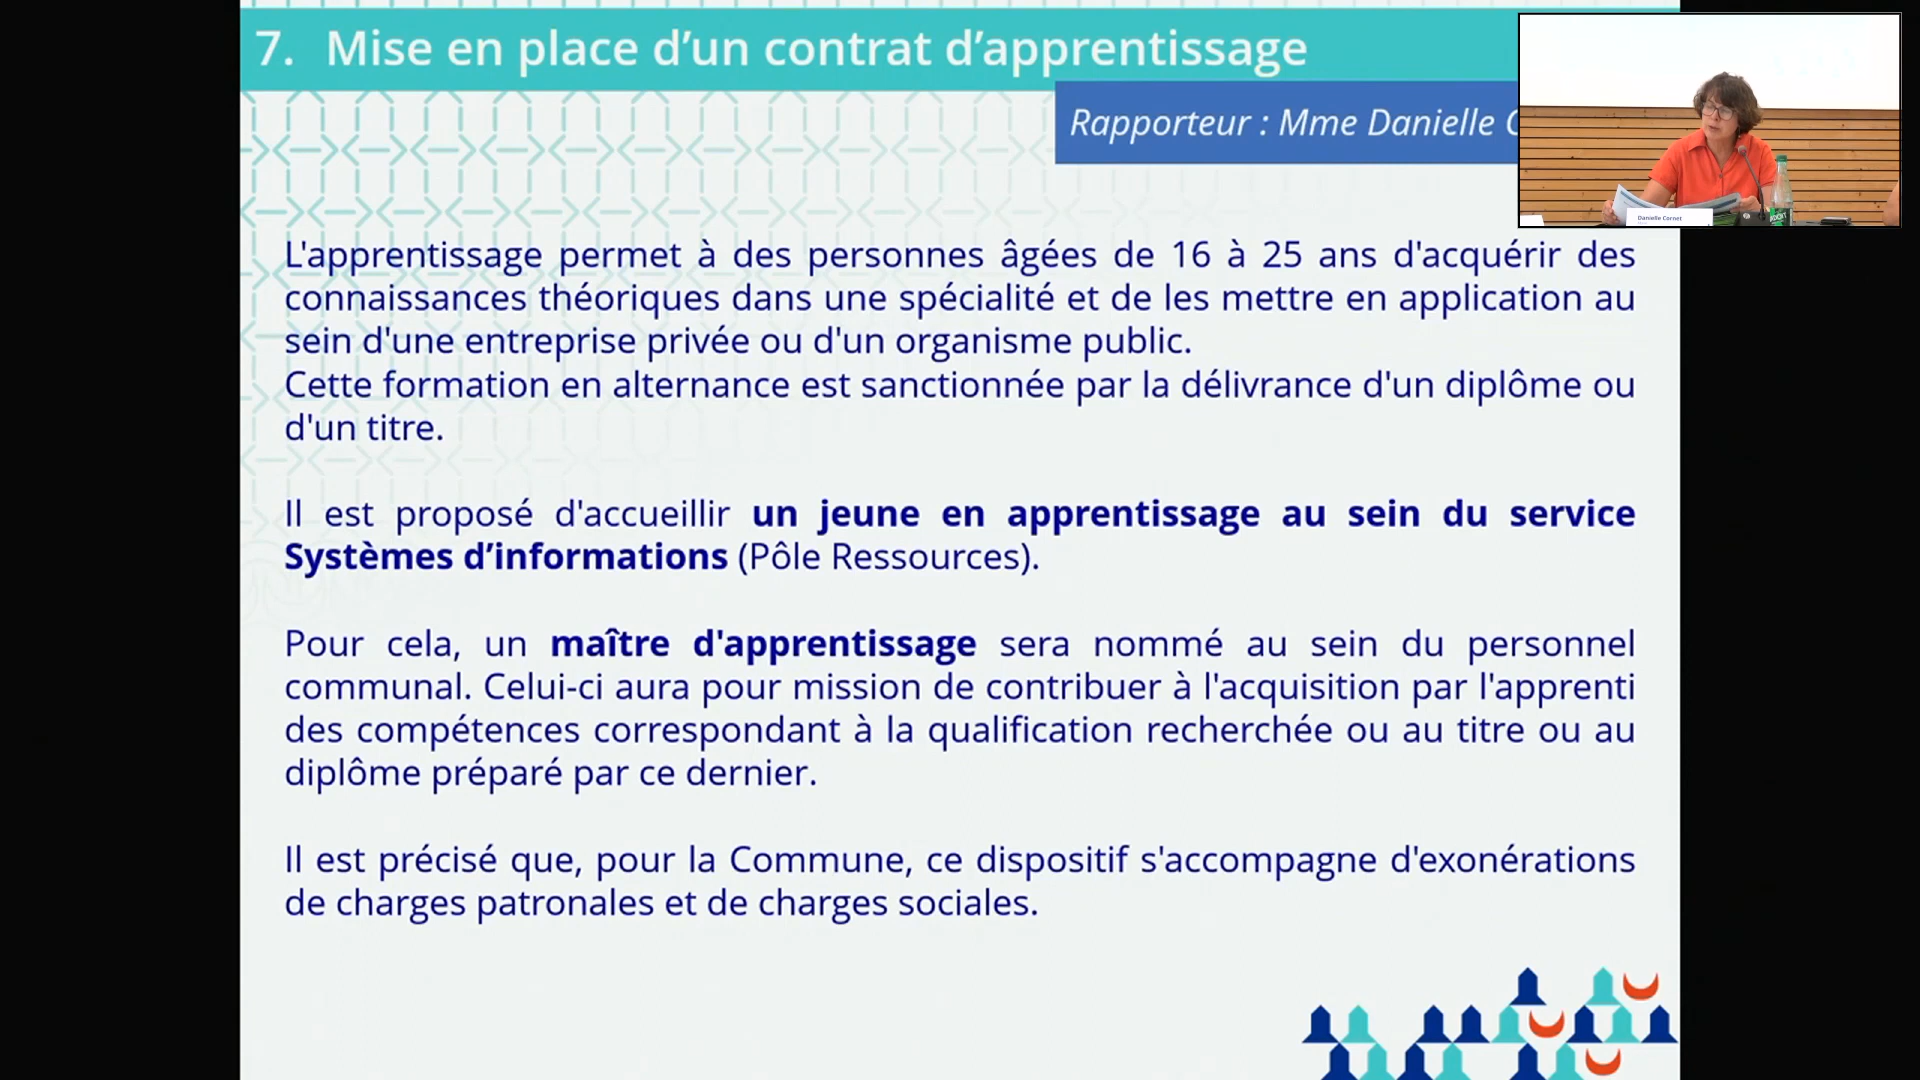 7. Mise en place d’un contrat d’apprentissage
Rapporteur : Mme Danielle
Danielle Cornet
L'apprentissage permet à des personnes âgées de 16 à 25 ans d'acquérir des
connaissances théoriques dans une spécialité et de les mettre en application au
sein d'une entreprise privée ou d'un organisme public.
Cette formation en alternance est sanctionnée par la délivrance d'un diplôme ou
d'un titre.
Il est proposé d'accueillir un jeune en apprentissage au sein du service
Systèmes d’informations (Pôle Ressources).
Pour cela, un maître d'apprentissage sera nommé au sein du personnel
communal. Celui-ci aura pour mission de contribuer à l'acquisition par l'apprenti
des compétences correspondant à la qualification recherchée ou au titre ou au
diplôme préparé par ce dernier.
Il est précisé que, pour la Commune, ce dispositif s'accompagne d'exonérations
de charges patronales et de charges sociales.